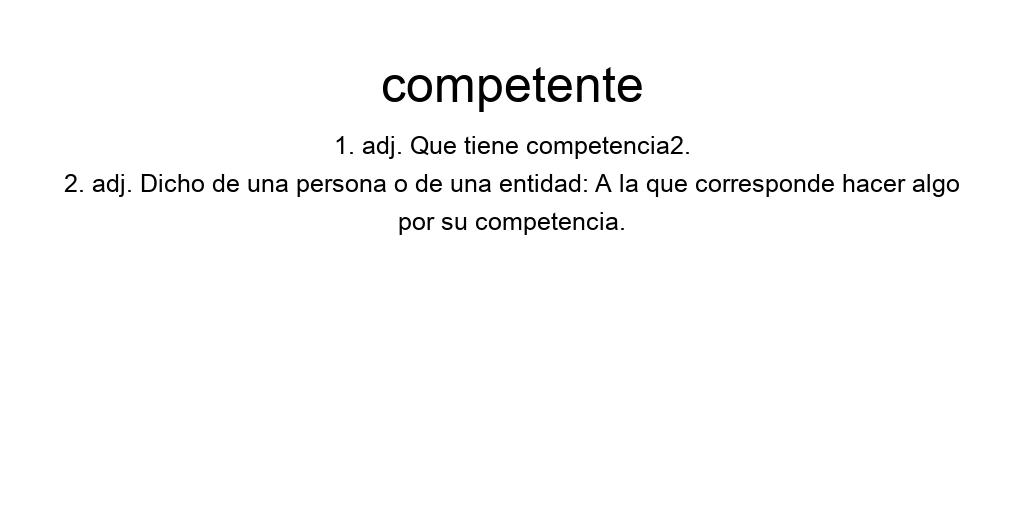 competente
1. adj. Que tiene competencia2.
2. adj. Dicho de una persona o de una entidad: A la que corresponde hacer algo
por su competencia.